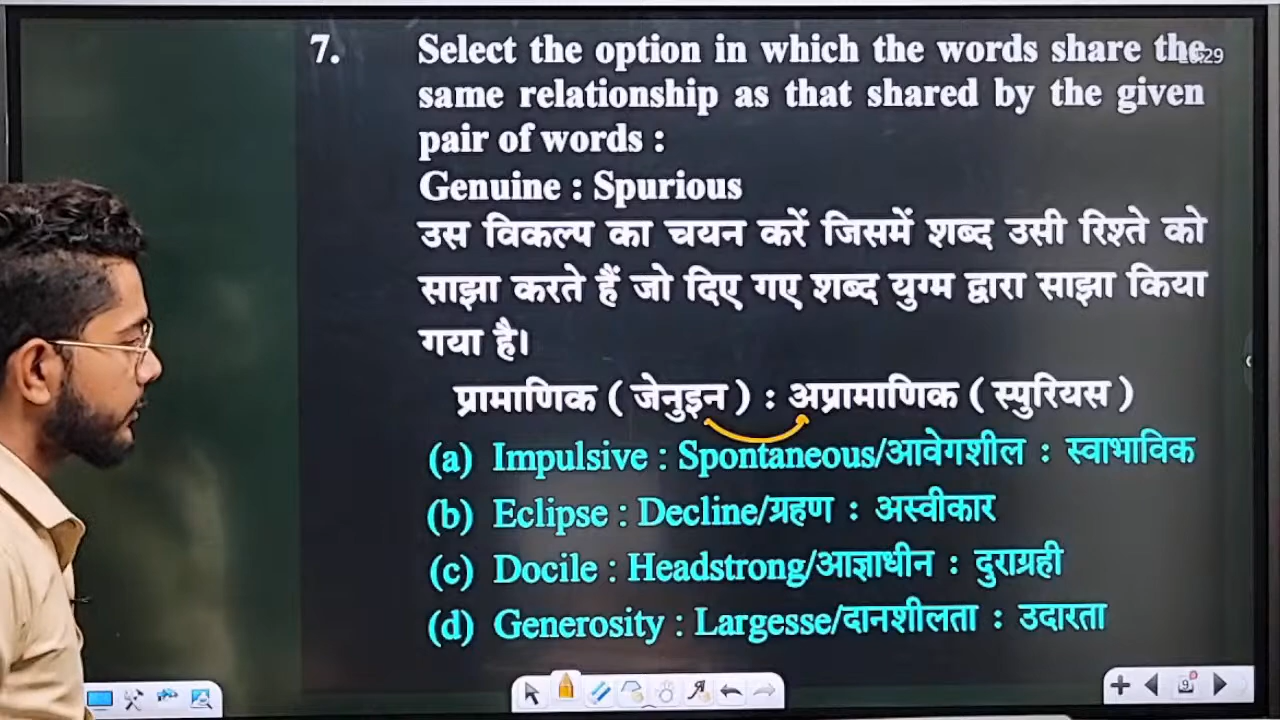 7. Select the option in which the words share the
same relationship as that shared by the given
pair of words :
Genuine : Spurious
उस विकल्प का चयन करें जिसमें शब्द उसी रिश्ते को
साझा करते हैं जो दिए गए शब्द युग्म द्वारा साझा किया
गया है।
प्रामाणिक ( जेनुइन ) : अप्रामाणिक ( स्पुरियस )
(a) Impulsive : Spontaneous/आवेगशील : स्वाभाविक
(b) Eclipse : Decline/ग्रहण : अस्वीकार
(c) Docile : Headstrong/आज्ञाधीन : दुराग्रही
(d) Generosity : Largesse/दानशीलता : उदारता